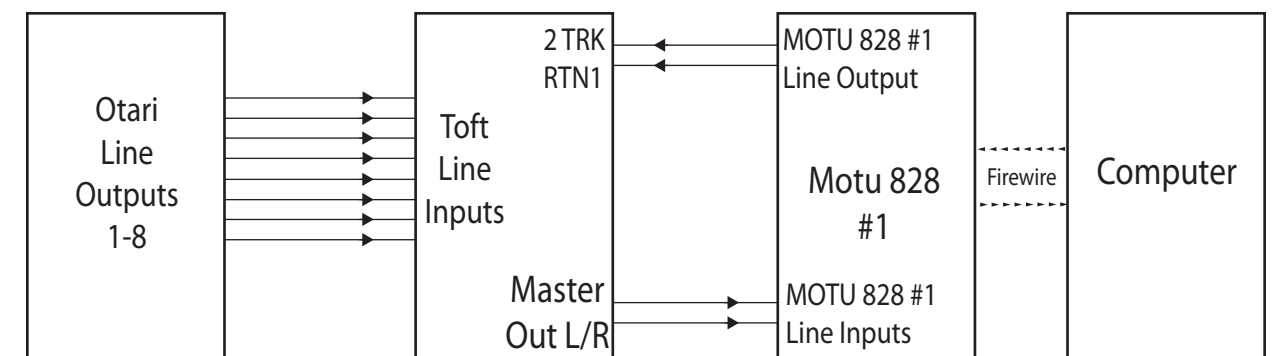 Otari
Line
Outputs
1-8
Toft
Line
Inputs
2 TRK
RTN1
Master
Out L/R
MOTU 828 #1
Line Output
Motu 828
#1
MOTU 828 #1
Line Inputs
Firewire
Computer